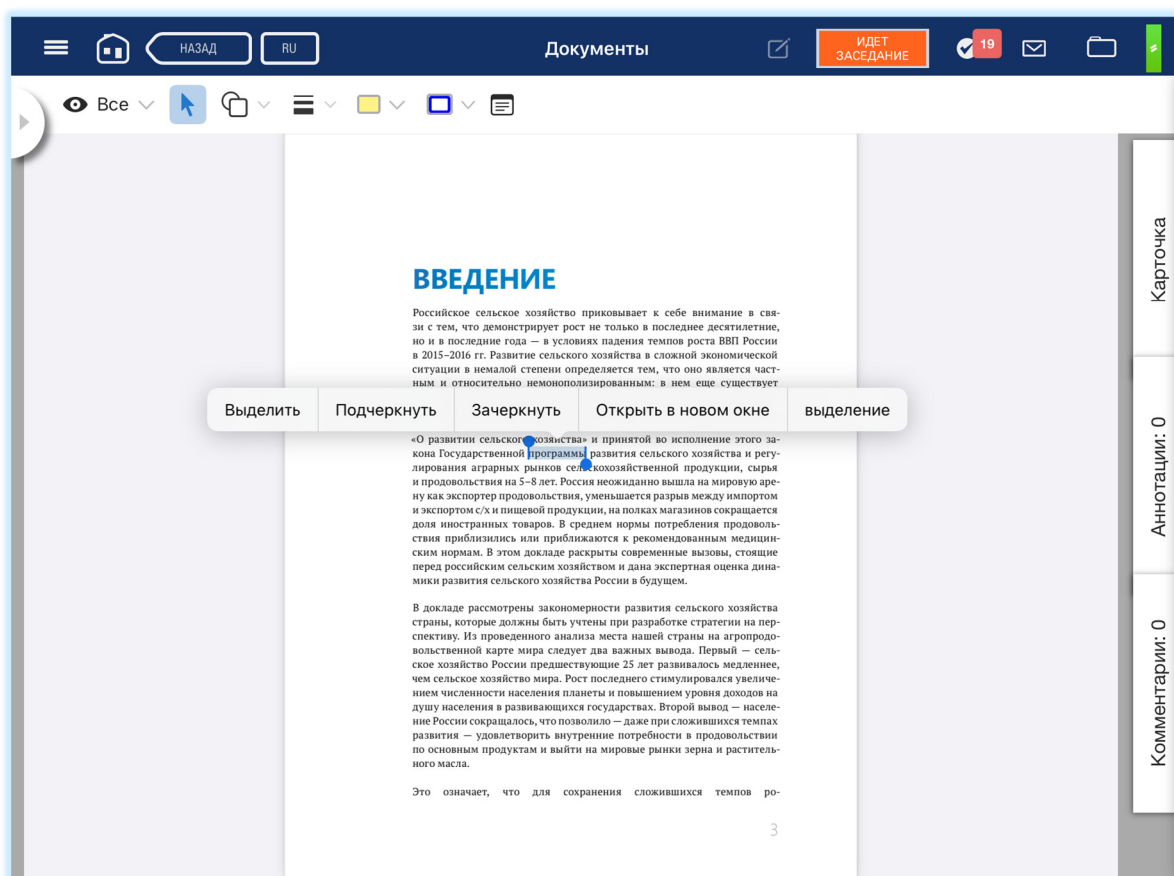 НАЗАД
RU
Документы
ИДЕТ
ЗАСЕДАНИЕ
19
Все
ВВЕДЕНИЕ
Российское сельское хозяйство приковывает к себе внимание в свя-
зи с тем, что демонстрирует рост не только в последнее десятилетие,
но и в последние года — в условиях падения темпов роста ВВП России
в 2015–2016 гг. Развитие сельского хозяйства в сложной экономической
ситуации в немалой степени определяется тем, что оно является част-
ным и относительно немонополизированным: в нем еще существует
Выделить
Подчеркнуть
Зачеркнуть
Открыть в новом окне
выделение
«О развитии сельского хозяйства» и принятой во исполнение этого за-
кона Государственной программы развития сельского хозяйства и регу-
лирования аграрных рынков сельскохозяйственной продукции, сырья
и продовольствия на 5–8 лет. Россия неожиданно вышла на мировую аре-
ну как экспортер продовольствия, уменьшается разрыв между импортом
и экспортом с/х и пищевой продукции, на полках магазинов сокращается
доля иностранных товаров. В среднем нормы потребления продоволь-
ствия приблизились или приближаются к рекомендованным медицин-
ским нормам. В этом докладе раскрыты современные вызовы, стоящие
перед российским сельским хозяйством и дана экспертная оценка дина-
мики развития сельского хозяйства России в будущем.
В докладе рассмотрены закономерности развития сельского хозяйства
страны, которые должны быть учтены при разработке стратегии на пер-
спективу. Из проведенного анализа места нашей страны на агропродо-
вольственной карте мира следует два важных вывода. Первый — сель-
ское хозяйство России предшествующие 25 лет развивалось медленнее,
чем сельское хозяйство мира. Рост последнего стимулировался увеличе-
нием численности населения планеты и повышением уровня доходов на
душу населения в развивающихся государствах. Второй вывод — населе-
ние России сокращалось, что позволило — даже при сложившихся темпах
развития — удовлетворить внутренние потребности в продовольствии
по основным продуктам и выйти на мировые рынки зерна и раститель-
ного масла.
Это означает, что для сохранения сложившихся темпов ро-
3
Карточка
Аннотации: 0
Комментарии: 0